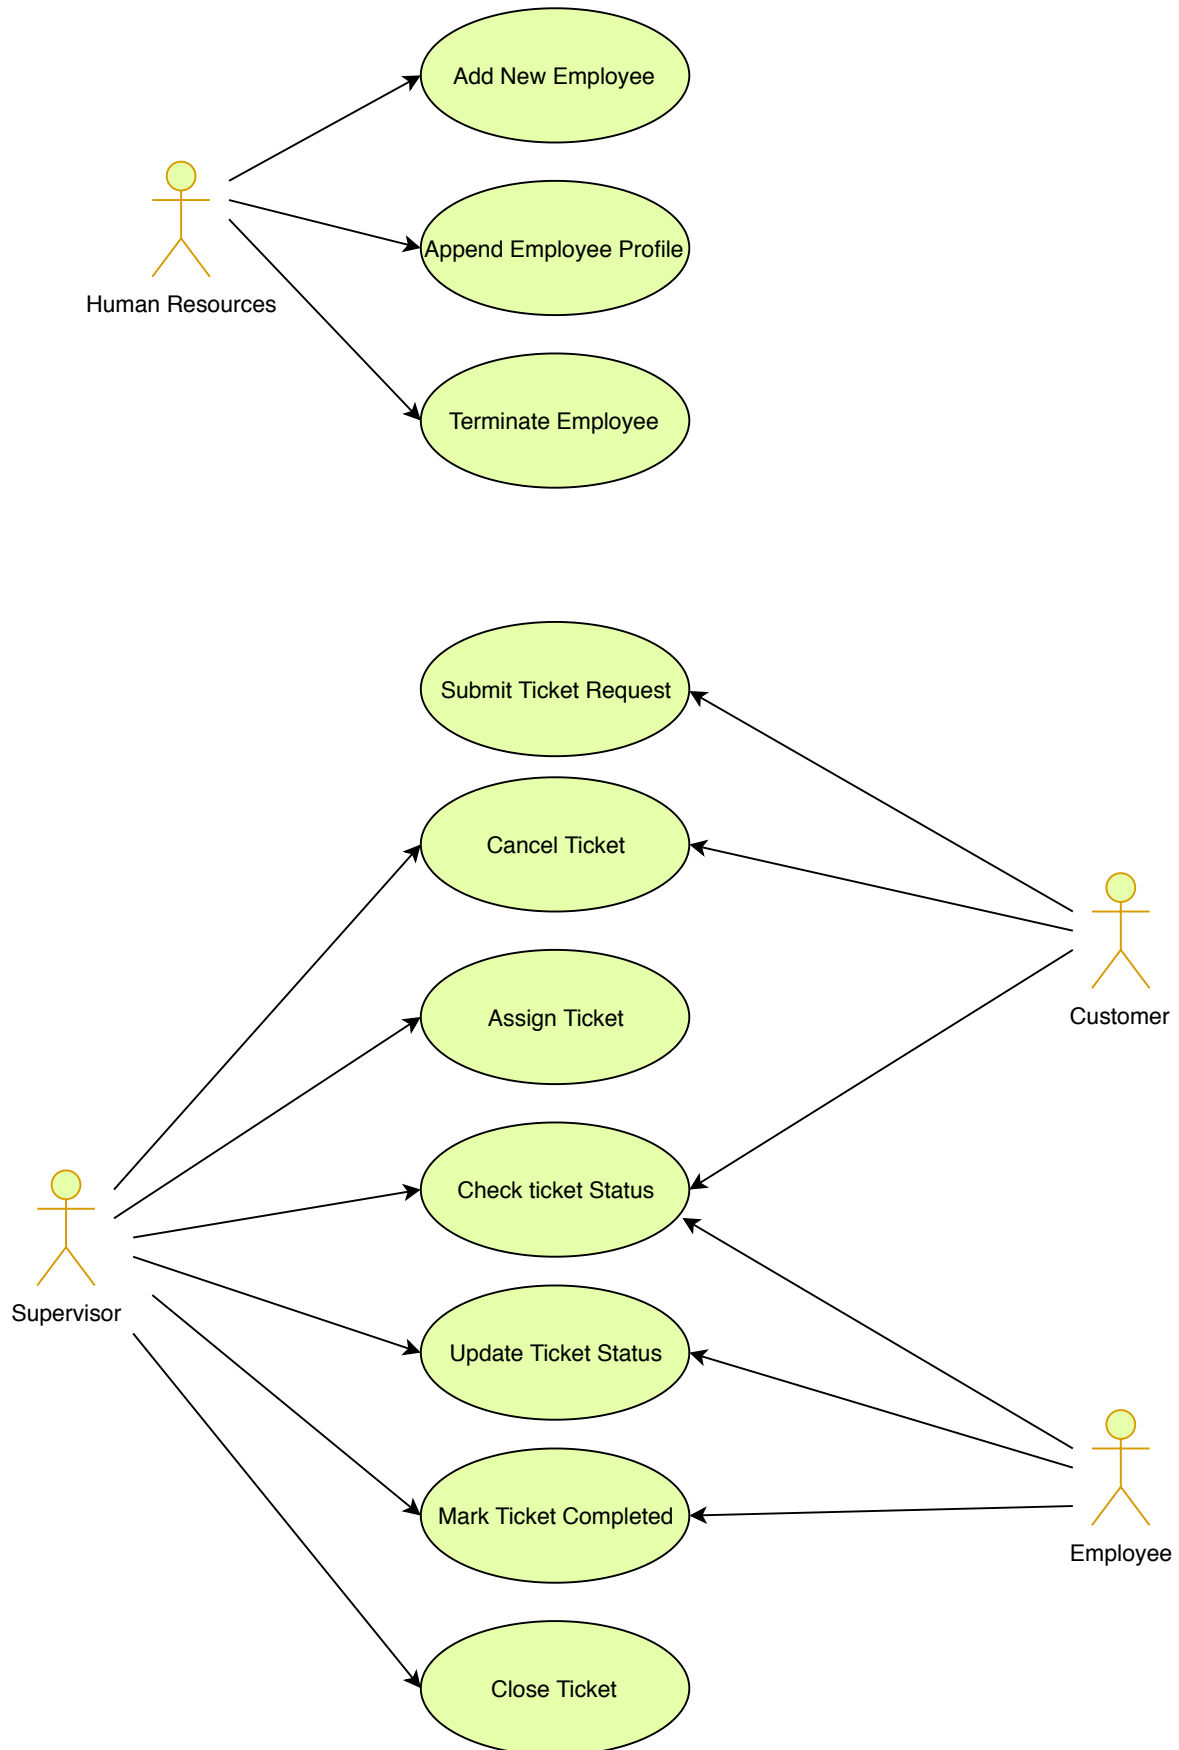 Add New Employee
Append Employee Profile
Human Resources
Terminate Employee
Submit Ticket Request
Cancel Ticket
Assign Ticket
Customer
Check ticket Status
Supervisor
Update Ticket Status
Mark Ticket Completed
Employee
Close Ticket